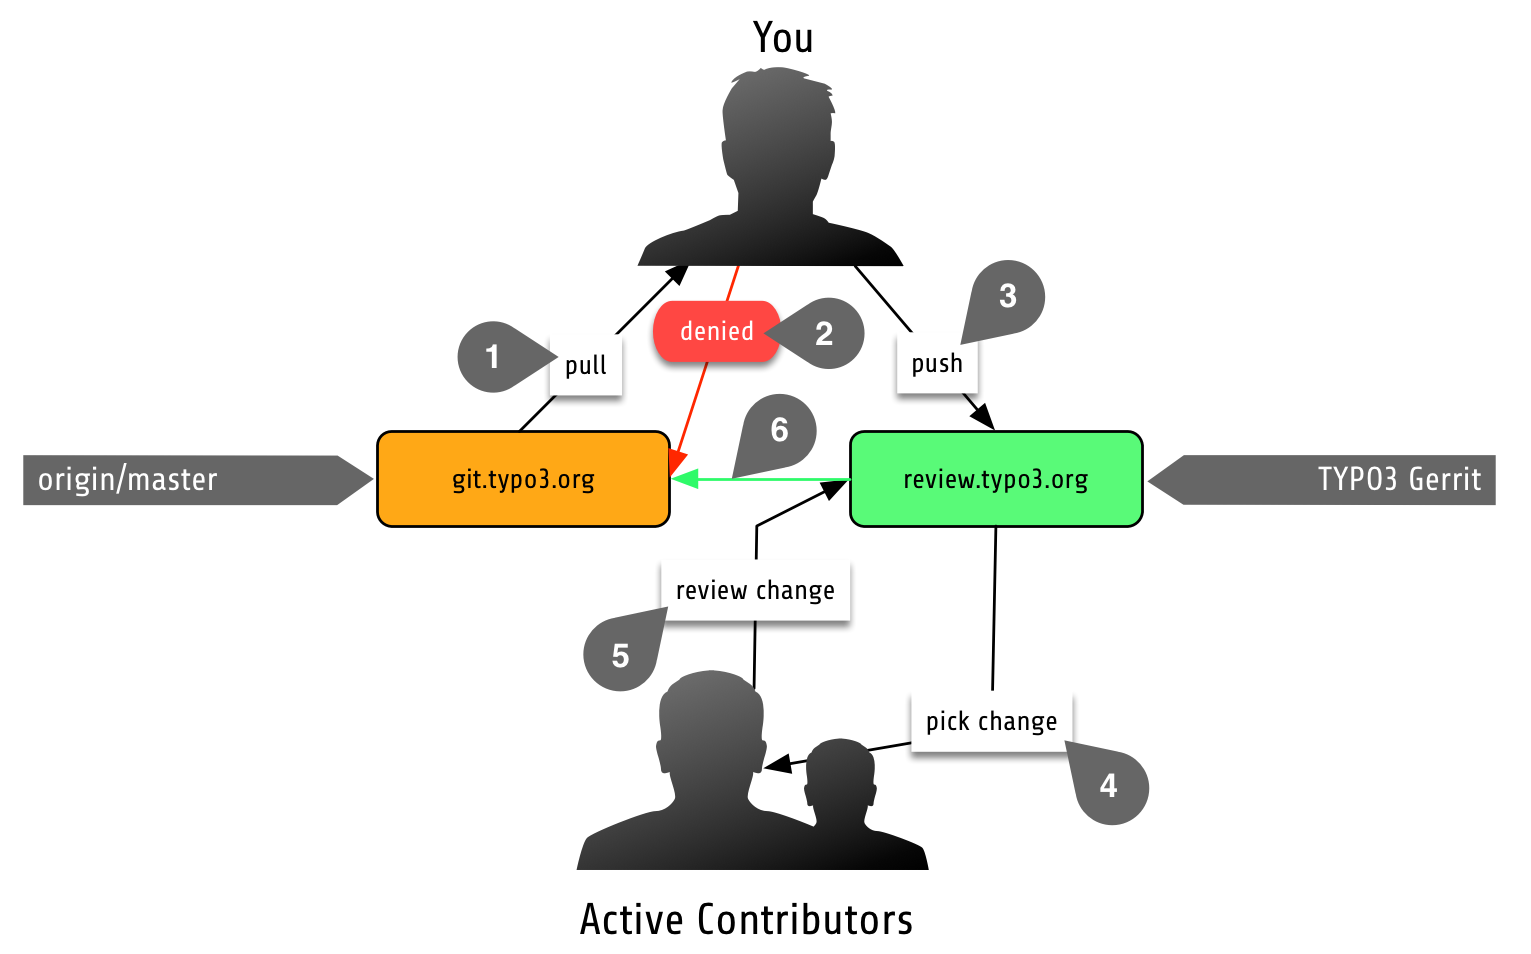 You
3
denied
2
1
pull
push
6
origin/master
git.typo3.org
review.typo3.org
TYPO3 Gerrit
review change
5
pick change
4
Active Contributors